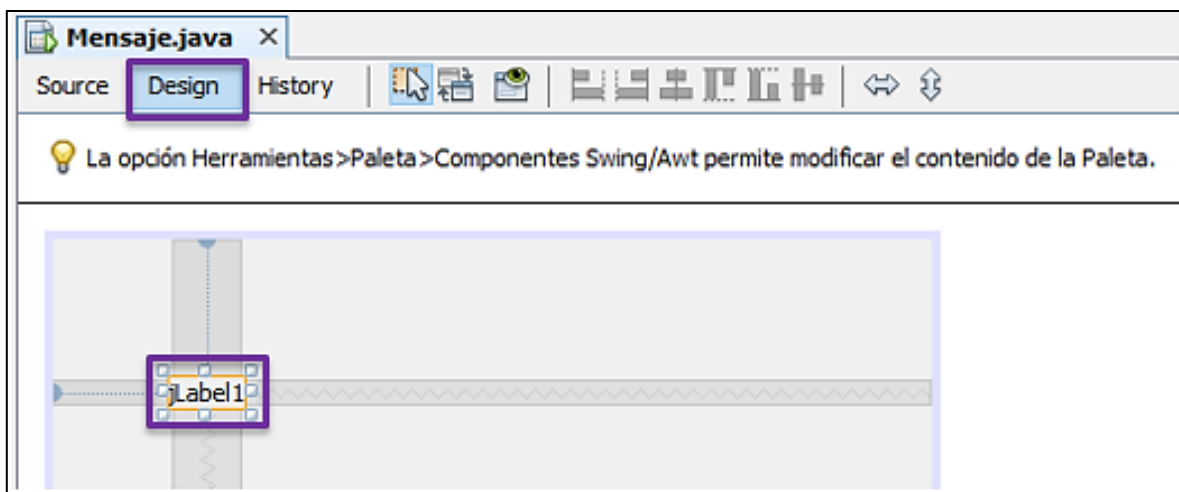 Mensaje.java
Source Design History
La opción Herramientas>Paleta>Componentes Swing/Awt permite modificar el contenido de la Paleta.
jLabel1